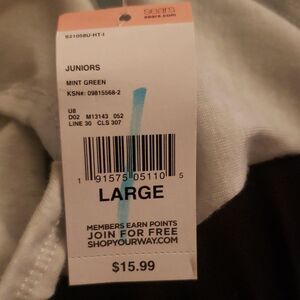 sears
sears.com
S21058U-HT-I
JUNIORS
MINT GREEN
KSN#: 09815568-2
U8
D02 M13143 052
LINE 30 CLS 307
1 91575 05110 5
LARGE
MEMBERS EARN POINTS
JOIN FOR FREE
SHOPYOURWAY.COM
$15.99